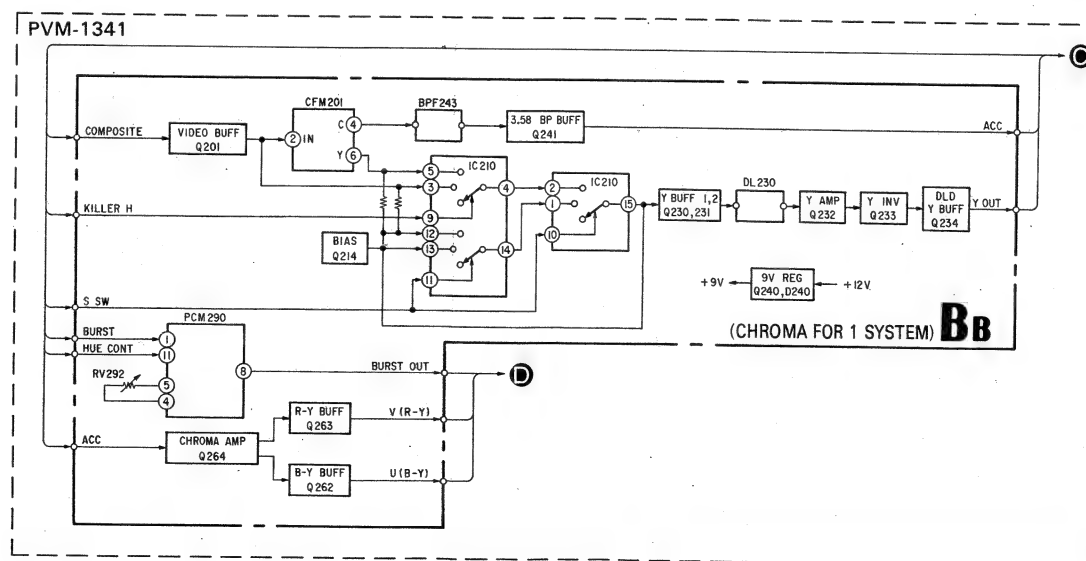 PVM-1341
C
COMPOSITE
VIDEO BUFF
Q201
CFM201
2 IN
C 4
Y 6
BPF243
3.58 BP BUFF
Q241
ACC
KILLER H
5
3
9
12
13
11
IC210
4
14
BIAS
Q214
2
1
10
IC210
15
Y BUFF 1,2
Q230,231
DL230
Y AMP
Q232
Y INV
Q233
DLD
Y BUFF
Q234
Y OUT
+9V
9V REG
Q240,D240
+12V
S SW
(CHROMA FOR 1 SYSTEM) BB
BURST
HUE CONT
PCM290
1
11
5
4
8
RV292
BURST OUT
D
ACC
CHROMA AMP
Q264
R-Y BUFF
Q263
V (R-Y)
B-Y BUFF
Q262
U (B-Y)